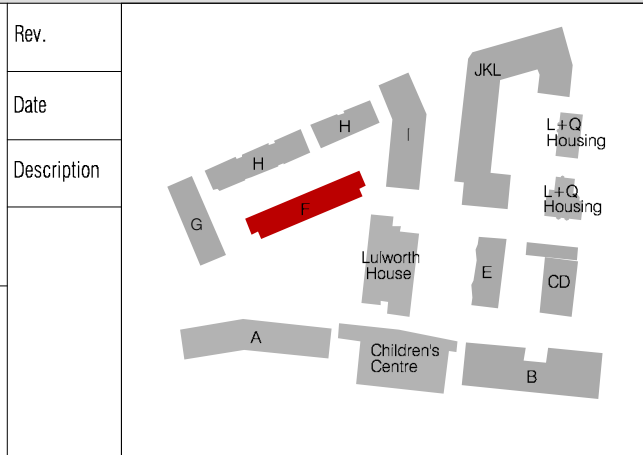 Rev.
Date
Description
JKL
H
H
I
L+Q
Housing
L+Q
Housing
G
F
Lulworth
House
E
CD
A
Children's
Centre
B